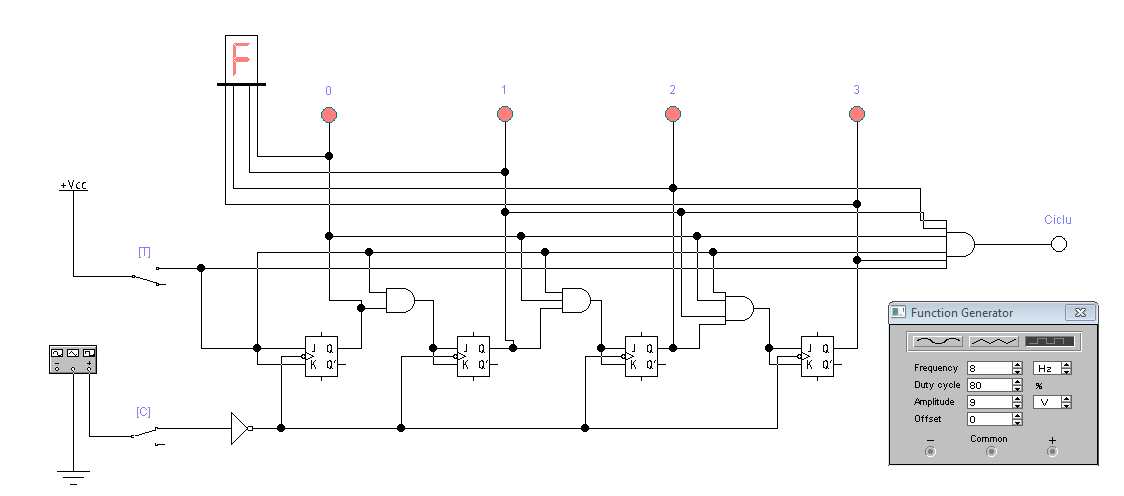 F
0 1 2 3
+Vcc
Ciclu
[T]
Function Generator
J Q
K Q'
J Q
K Q'
J Q
K Q'
J Q
K Q'
Frequency 8 Hz
Duty cycle 80 %
Amplitude 9 V
Offset 0
[C]
− Common +